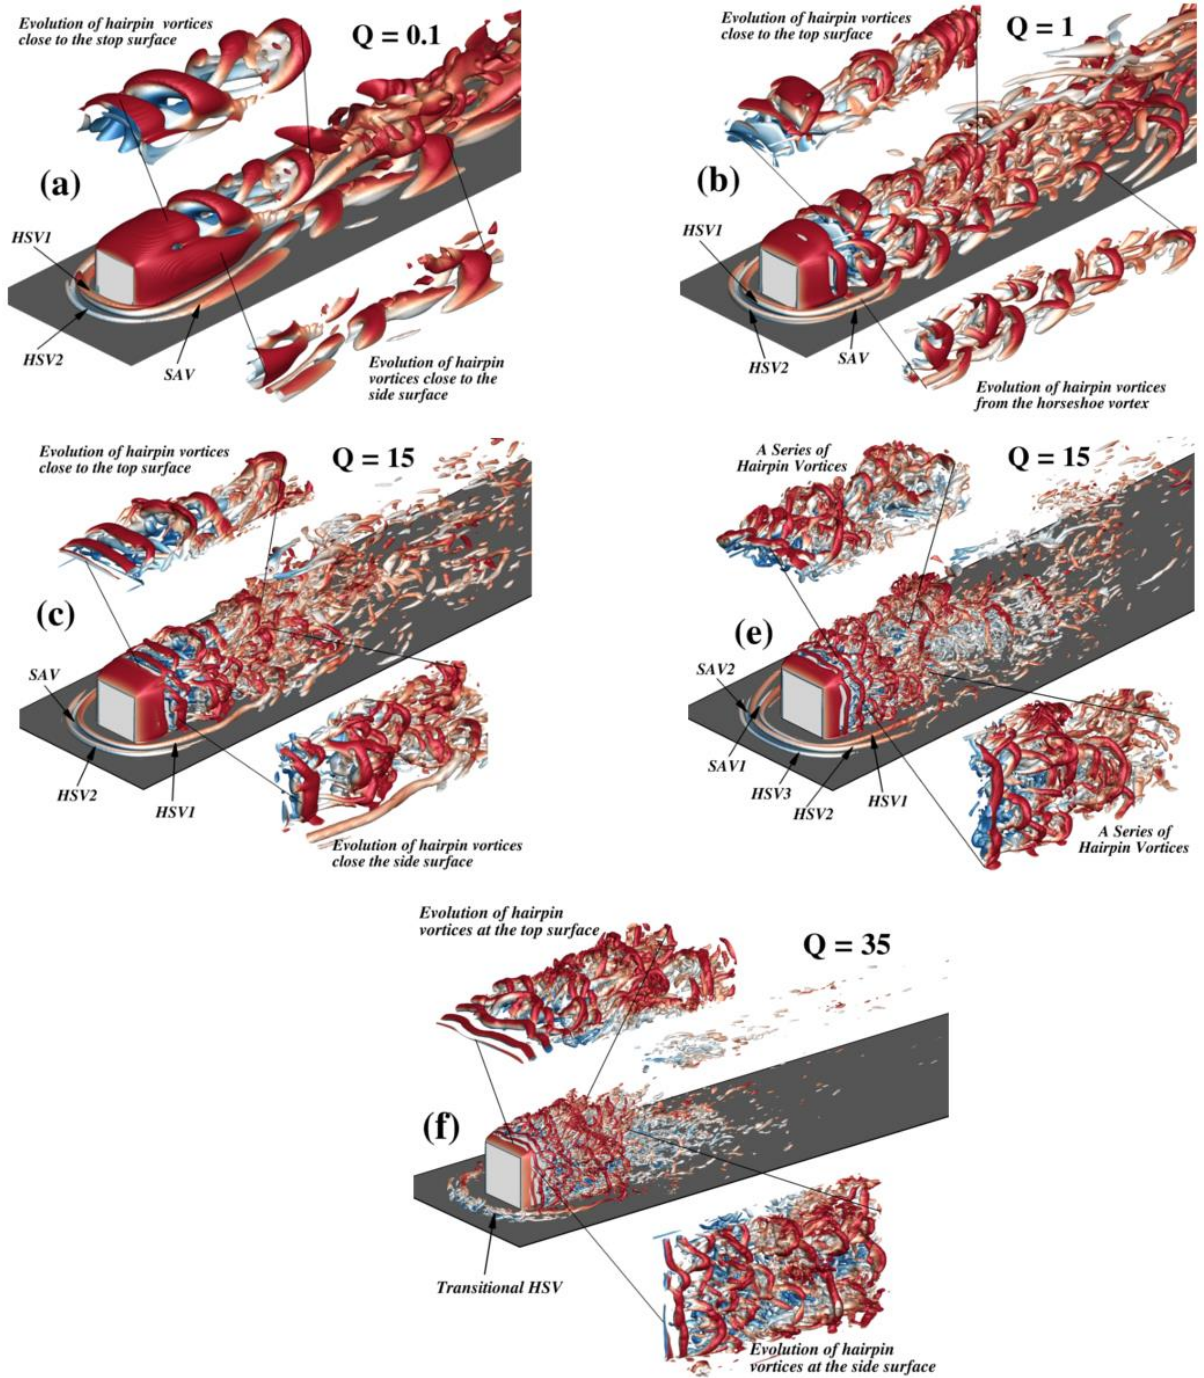 Evolution of hairpin vortices
close to the stop surface
Q = 0.1
(a)
HSV1
HSV2
SAV
Evolution of hairpin
vortices close to the
side surface
Evolution of hairpin vortices
close to the top surface
Q = 1
(b)
HSV1
HSV2
SAV
Evolution of hairpin vortices
from the horseshoe vortex
Evolution of hairpin vortices
close to the top surface
Q = 15
(c)
SAV
HSV2
HSV1
Evolution of hairpin vortices
close the side surface
A Series of
Hairpin Vortices
Q = 15
(e)
SAV2
SAV1
HSV3
HSV2
HSV1
A Series of
Hairpin Vortices
Evolution of hairpin
vortices at the top surface
Q = 35
(f)
Transitional HSV
Evolution of hairpin
vortices at the side surface